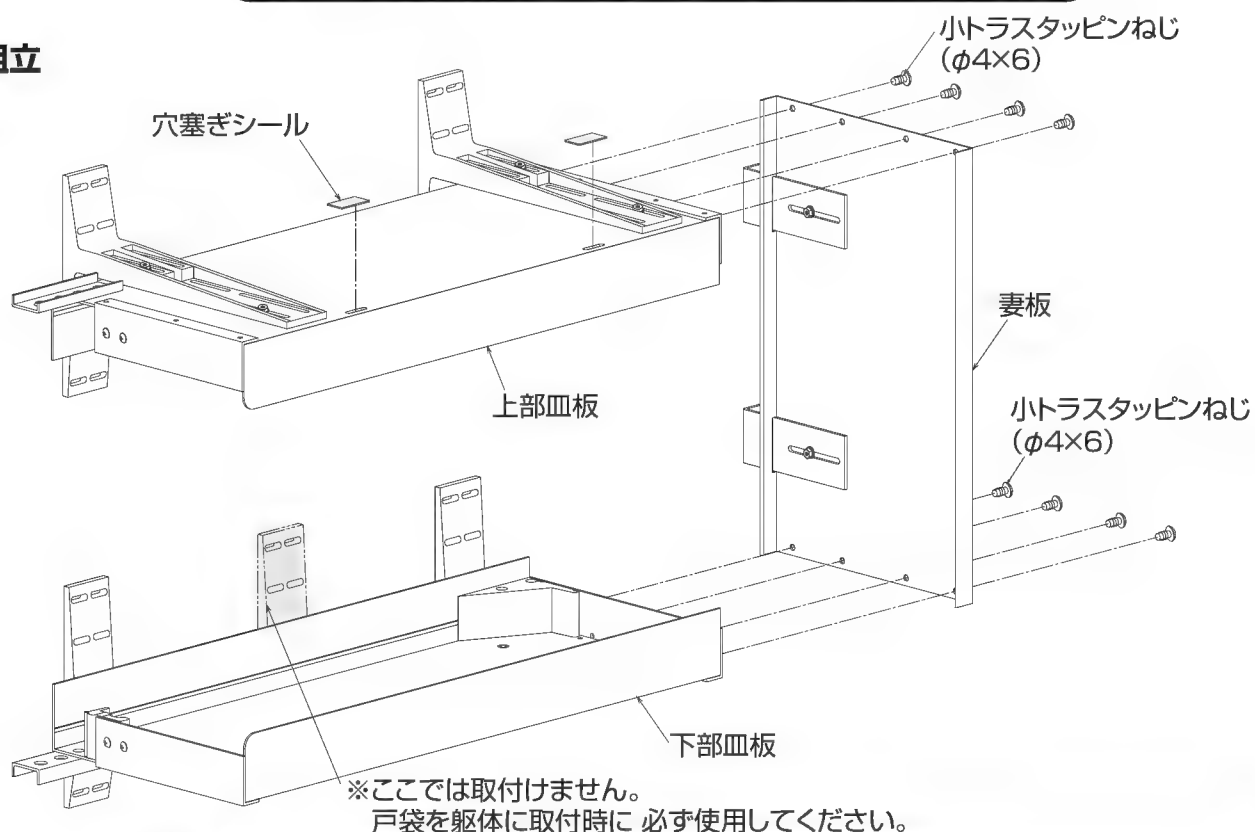 組立
小トラスタッピンねじ
(φ4×6)
穴塞ぎシール
妻板
上部皿板
小トラスタッピンねじ
(φ4×6)
下部皿板
※ここでは取付けません。
戸袋を躯体に取付時に 必ず使用してください。